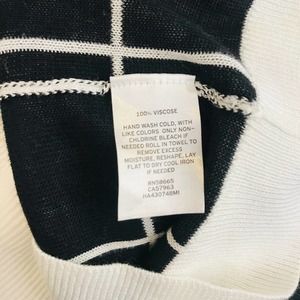 100% VISCOSE
HAND WASH COLD, WITH
LIKE COLORS ONLY NON-
CHLORINE BLEACH IF
NEEDED ROLL IN TOWEL TO
REMOVE EXCESS
MOISTURE, RESHAPE, LAY
FLAT TO DRY COOL IRON
IF NEEDED
RN58665
CA57963
HA430748MI